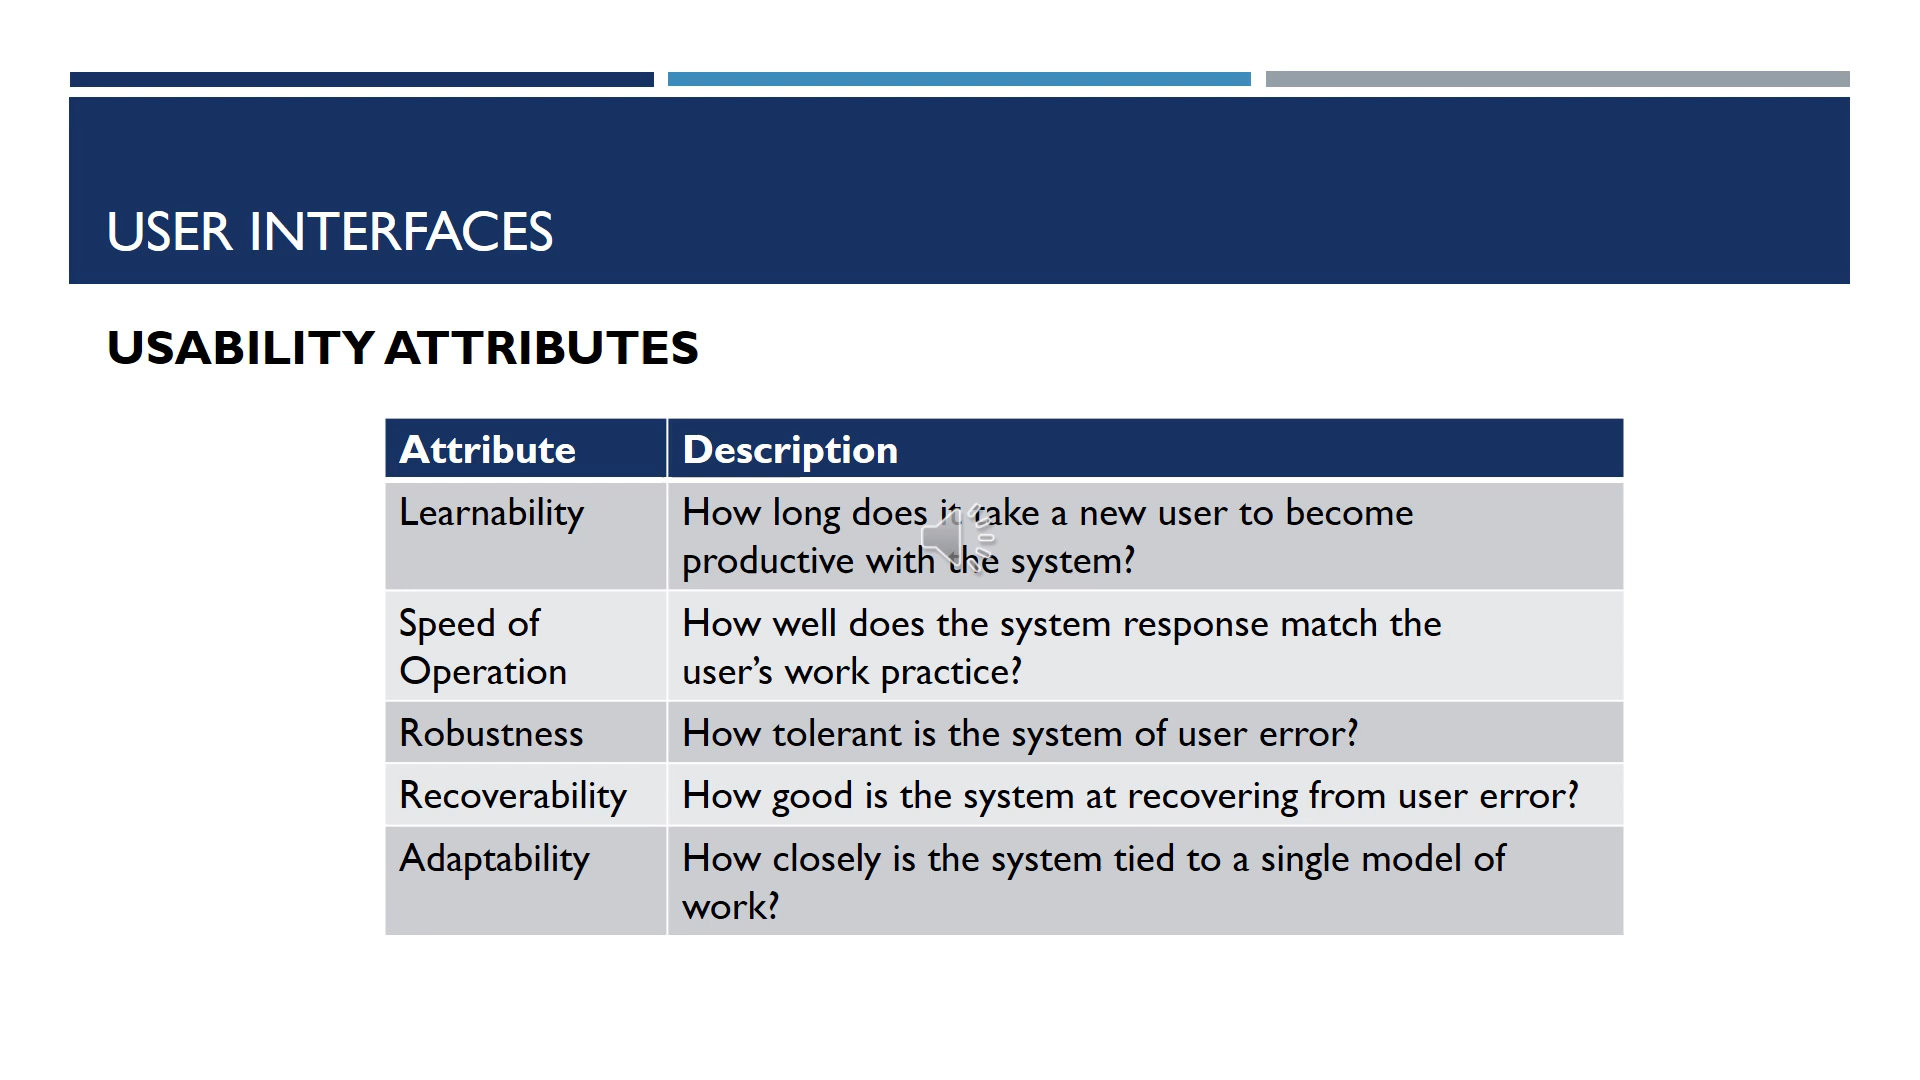 USER INTERFACES
USABILITY ATTRIBUTES
Attribute Description
Learnability How long does it take a new user to become
productive with the system?
Speed of How well does the system response match the
Operation user’s work practice?
Robustness How tolerant is the system of user error?
Recoverability How good is the system at recovering from user error?
Adaptability How closely is the system tied to a single model of
work?